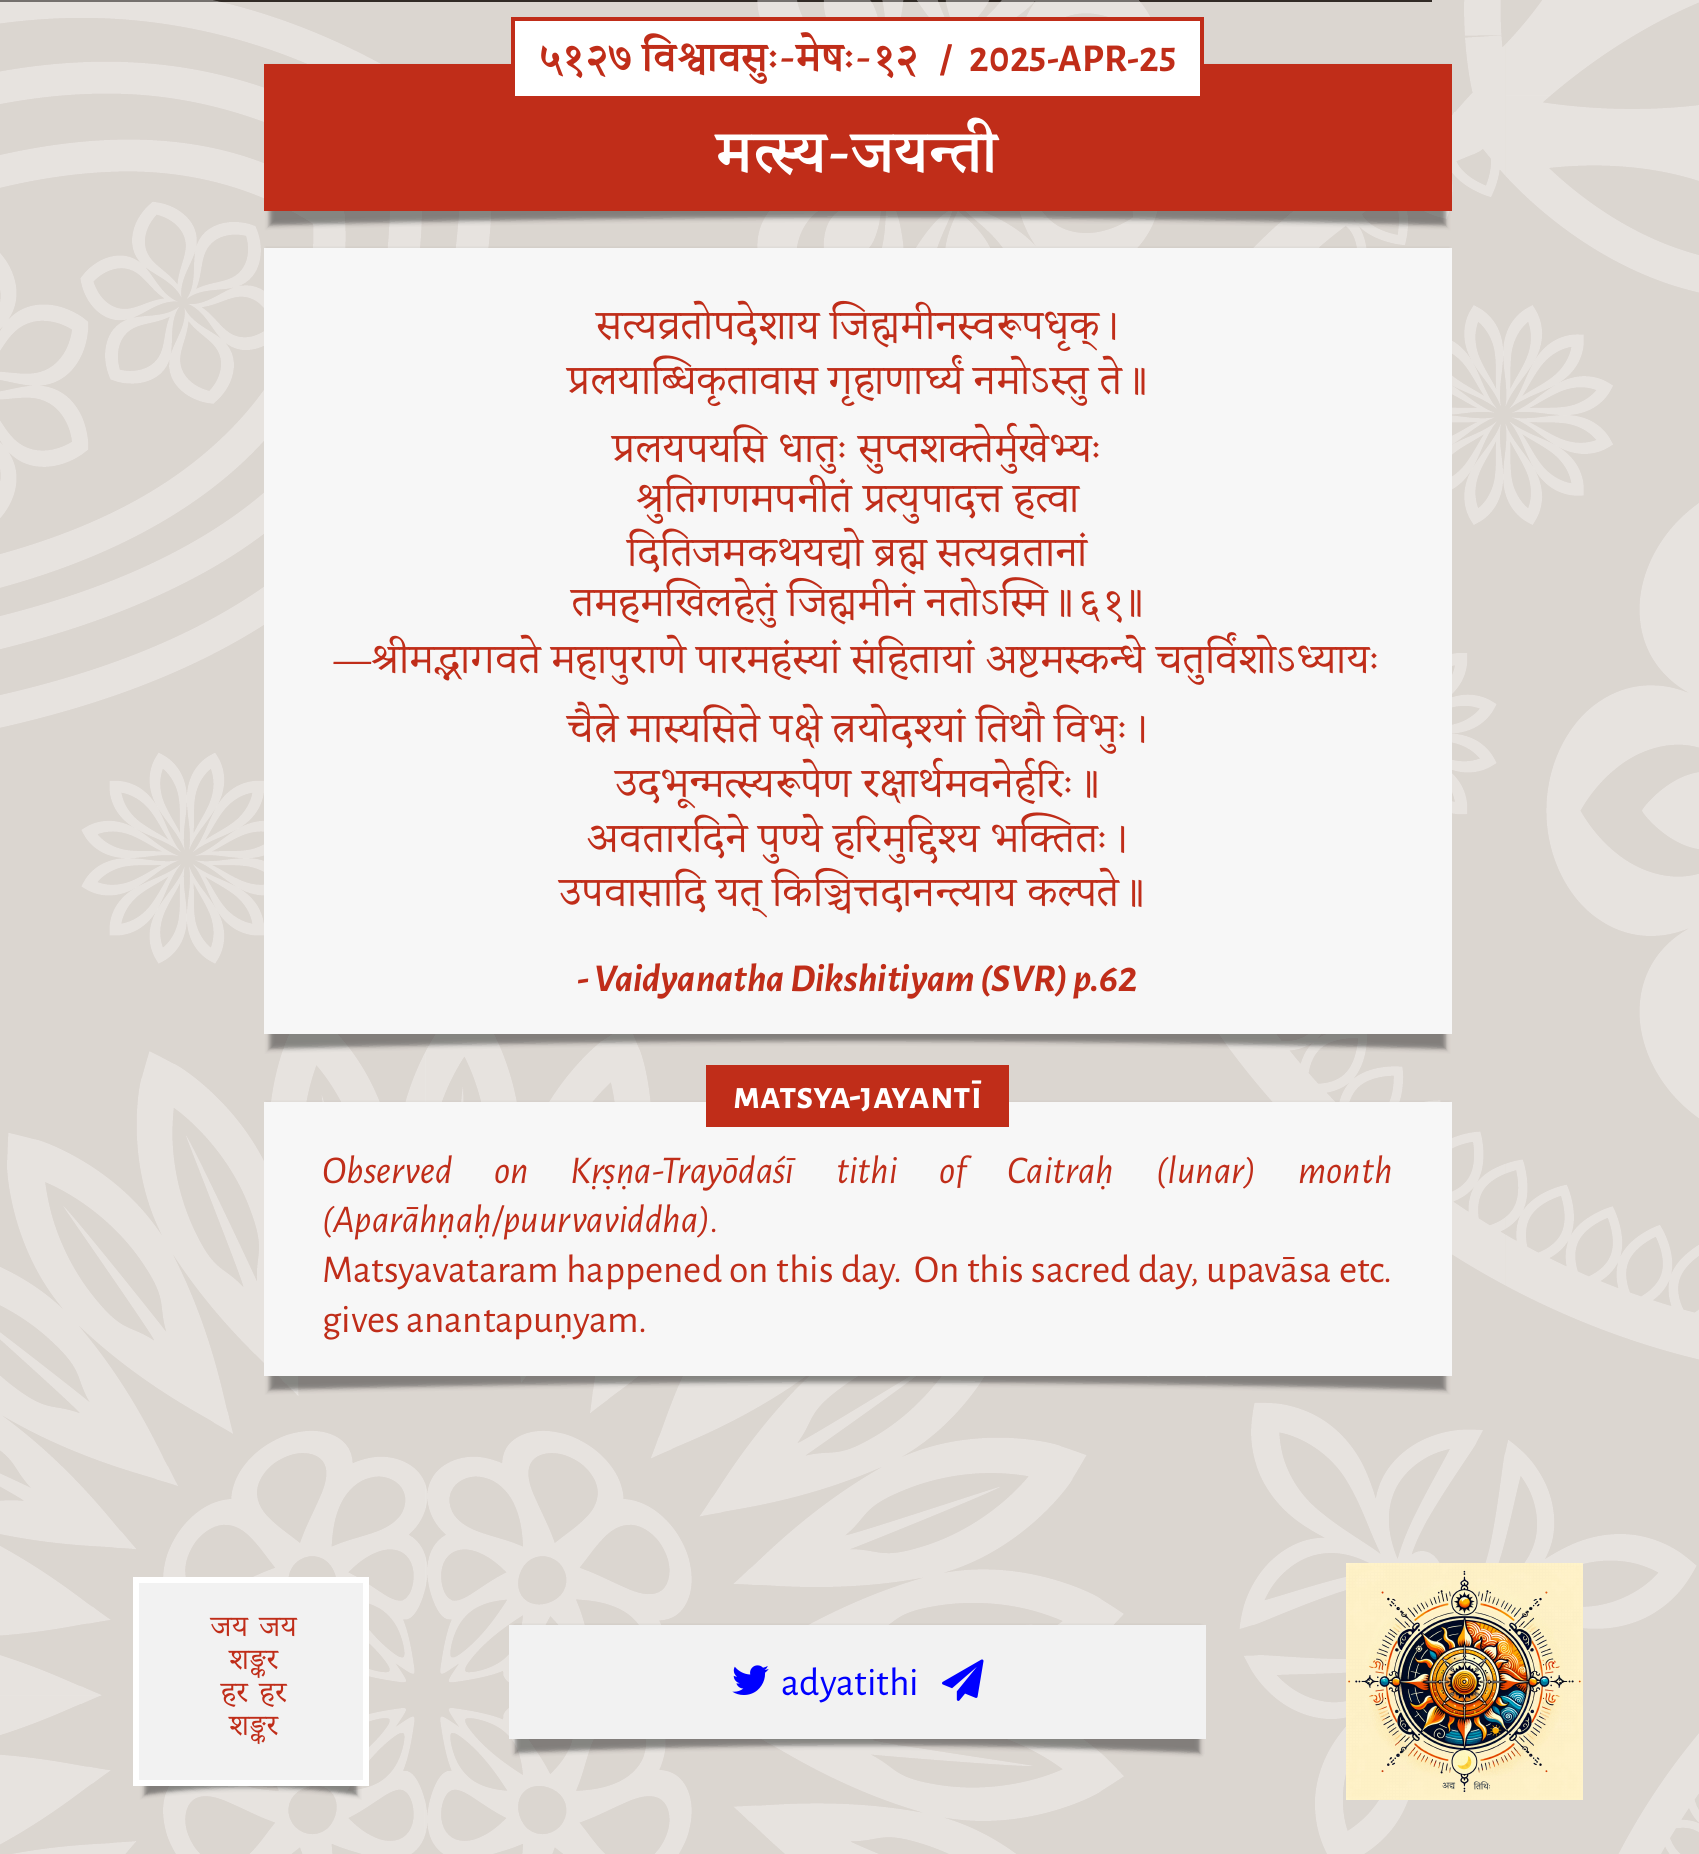 ५१२७ विश्वावसुः-मेषः-१२ / 2025-APR-25
मत्स्य-जयन्ती
सत्यव्रतोपदेशाय जिह्ममीनस्वरूपधृक्।
प्रलयाब्धिकृतावास गृहाणार्घ्यं नमोऽस्तु ते॥
प्रलयपयसि धातुः सुप्तशक्तेर्मुखेभ्यः
श्रुतिगणमपनीतं प्रत्युपादत्त हत्वा
दितिजमकथयद्यो ब्रह्म सत्यव्रतानां
तमहमखिलहेतुं जिह्ममीनं नतोऽस्मि॥६१॥
—श्रीमद्भागवते महापुराणे पारमहंस्यां संहितायां अष्टमस्कन्धे चतुर्विंशोऽध्यायः
चैत्रे मास्यसिते पक्षे त्रयोदश्यां तिथौ विभुः।
उदभून्मत्स्यरूपेण रक्षार्थमवनेर्हरिः॥
अवतारदिने पुण्ये हरिमुद्दिश्य भक्तितः।
उपवासादि यत् किञ्चित्तदानन्त्याय कल्पते॥
- Vaidyanatha Dikshitiyam (SVR) p.62
MATSYA-JAYANTĪ
Observed on Kṛṣṇa-Trayōdaśī tithi of Caitraḥ (lunar) month
(Aparāhṇaḥ/puurvaviddha).
Matsyavataram happened on this day. On this sacred day, upavāsa etc.
gives anantapuṇyam.
जय जय
शङ्कर
हर हर
शङ्कर
adyatithi
अद्य तिथिः